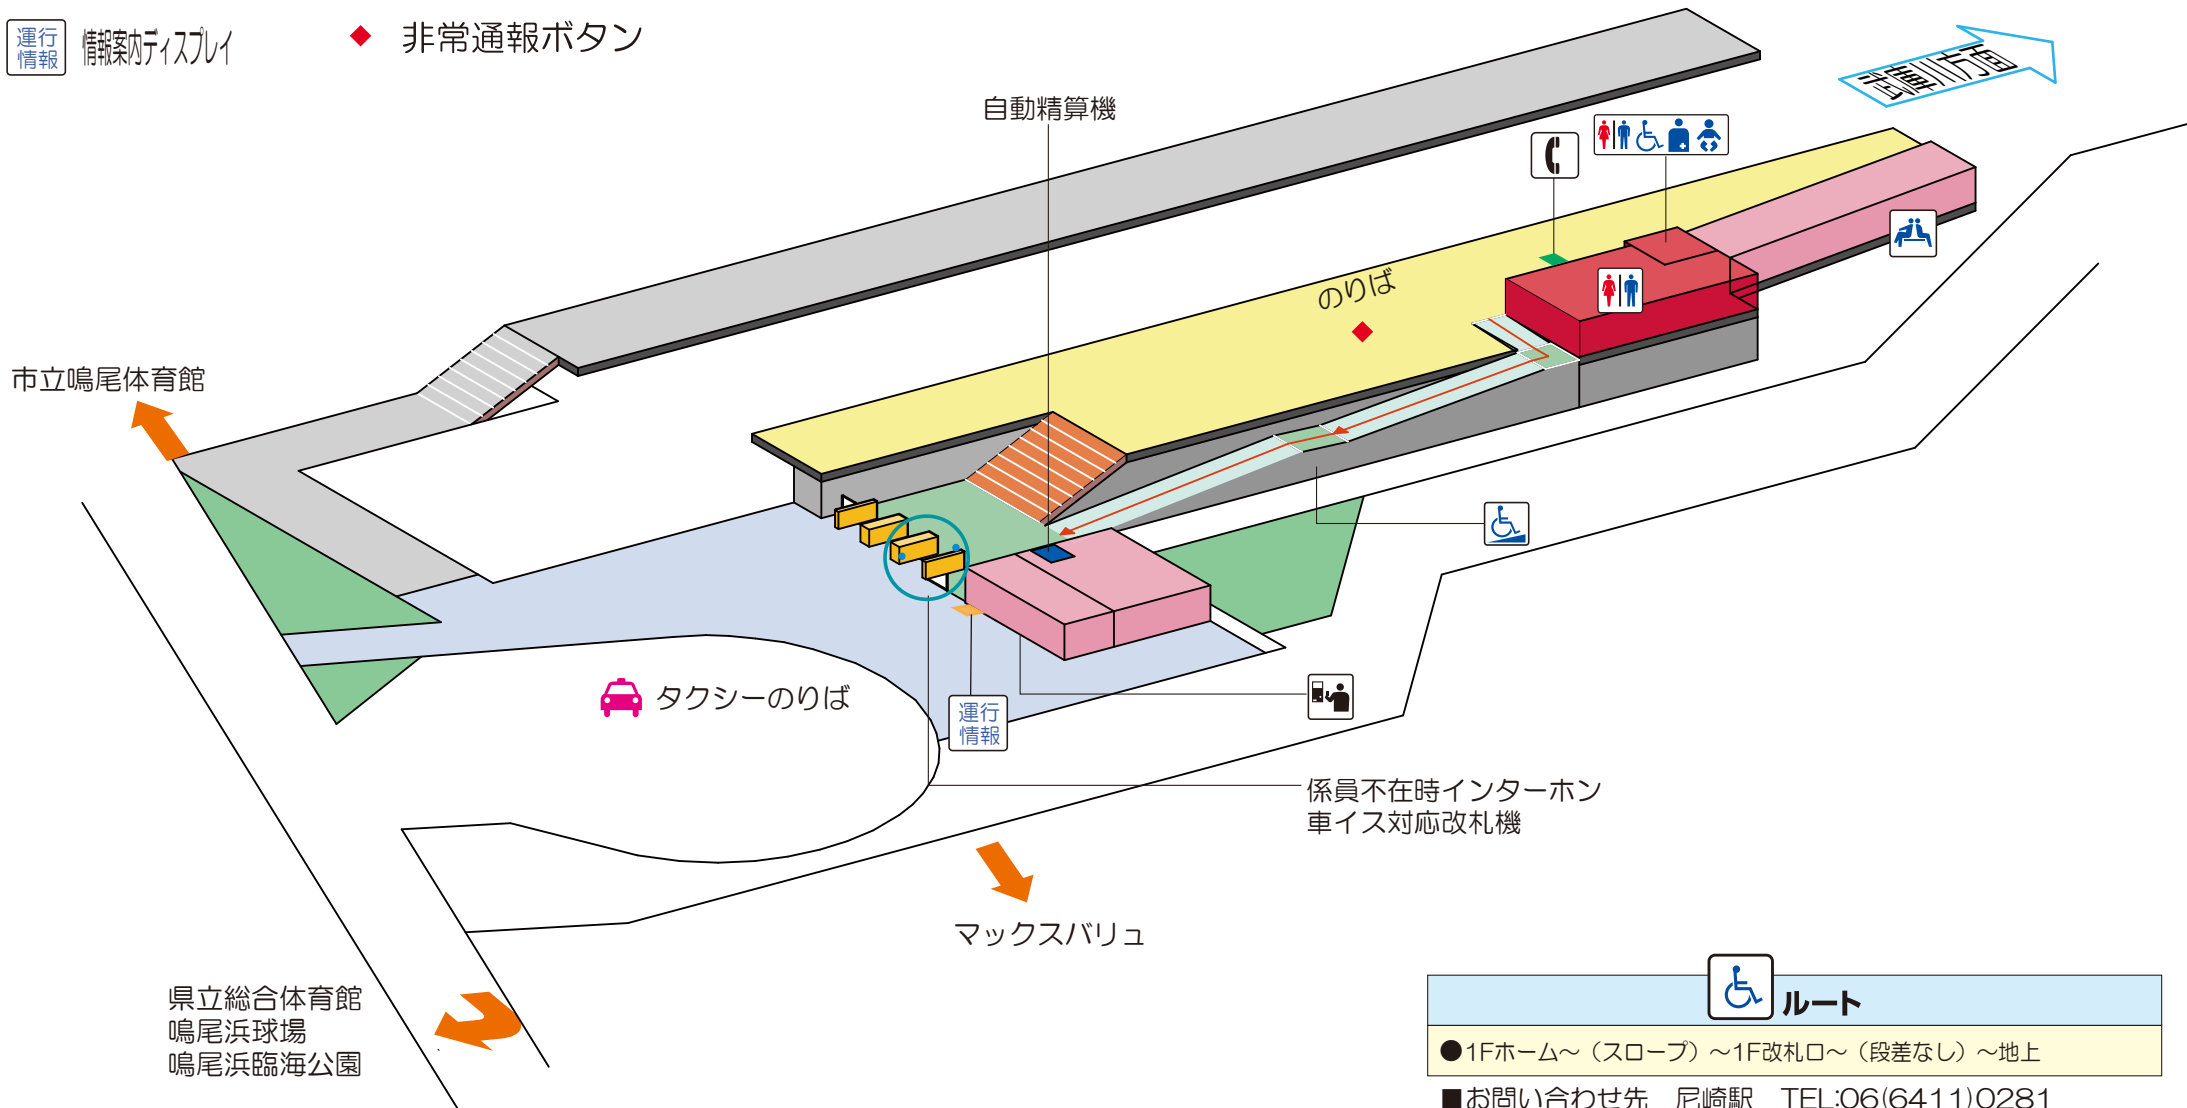 運行
情報
情報案内ディスプレイ
非常通報ボタン
武庫川方面
自動精算機
のりば
市立鳴尾体育館
タクシーのりば
運行
情報
係員不在時インターホン
車イス対応改札機
マックスバリュ
県立総合体育館
鳴尾浜球場
鳴尾浜臨海公園
ルート
●1Fホーム～（スロープ）～1F改札口～（段差なし）～地上
■お問い合わせ先 尼崎駅 TEL:06(6411)0281